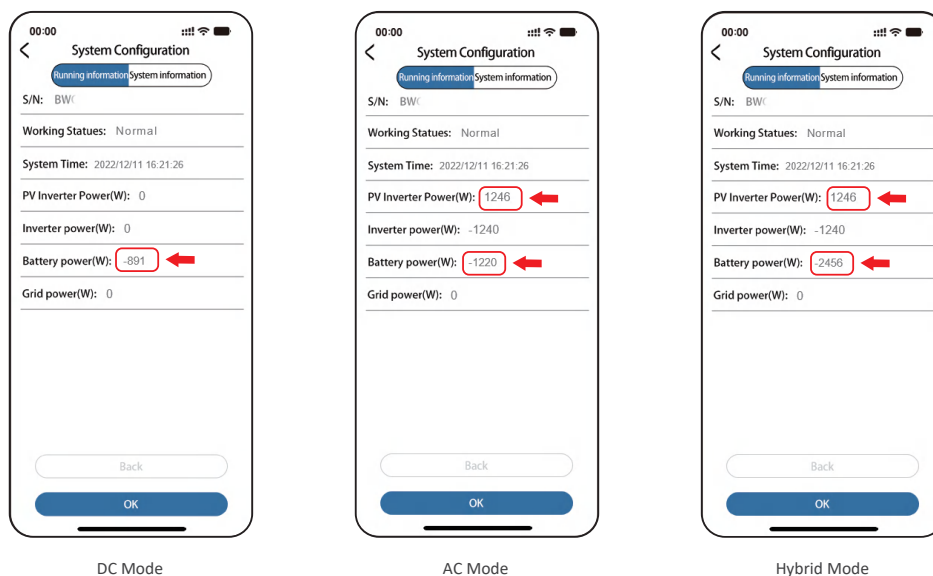 00:00
System Configuration
Running information System information
S/N: BW
Working Statues: Normal
System Time: 2022/12/11 16:21:26
PV Inverter Power(W): 0
Inverter power(W): 0
Battery power(W): -891
Grid power(W): 0
Back
OK
DC Mode
00:00
System Configuration
Running information System information
S/N: BW
Working Statues: Normal
System Time: 2022/12/11 16:21:26
PV Inverter Power(W): 1246
Inverter power(W): -1240
Battery power(W): -1220
Grid power(W): 0
Back
OK
AC Mode
00:00
System Configuration
Running information System information
S/N: BW
Working Statues: Normal
System Time: 2022/12/11 16:21:26
PV Inverter Power(W): 1246
Inverter power(W): -1240
Battery power(W): -2456
Grid power(W): 0
Back
OK
Hybrid Mode